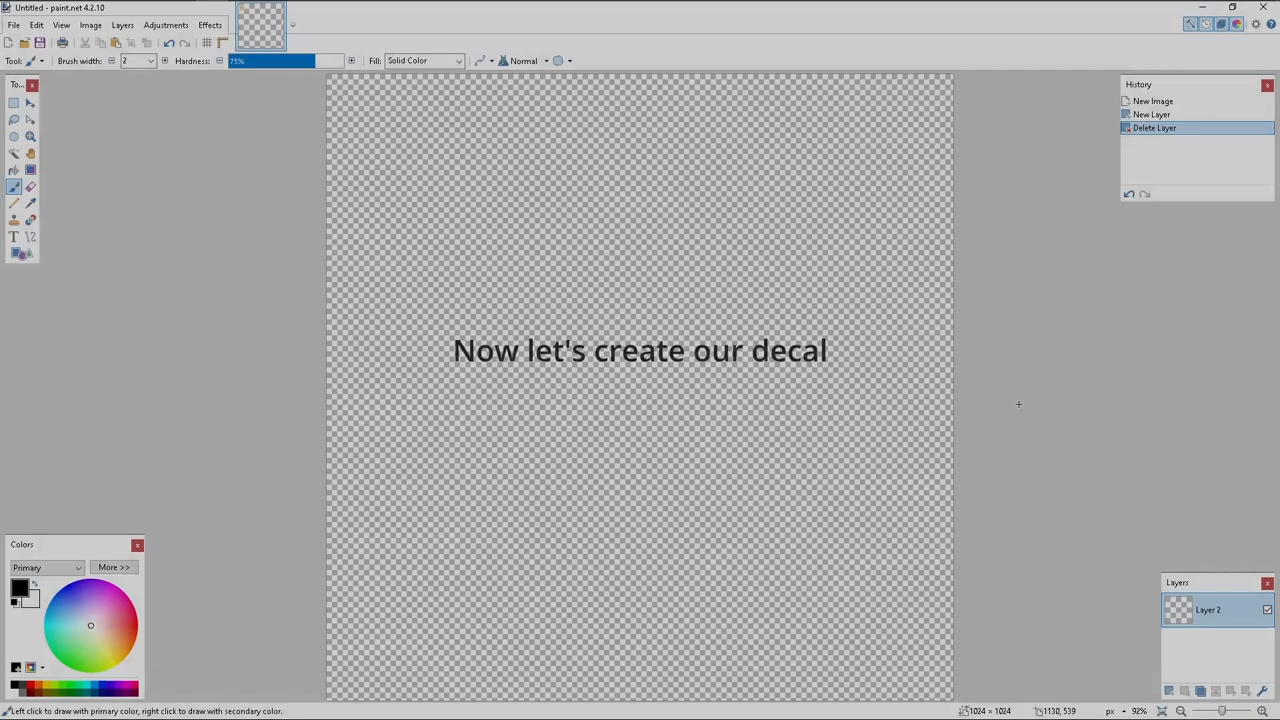 Untitled - paint.net 4.2.10
File Edit View Image Layers Adjustments Effects
Tool: Brush width: 2 Hardness: 75% Fill: Solid Color Normal
To...
History
New Image
New Layer
Delete Layer
Now let's create our decal
Colors
Primary More >>
Layers
Layer 2
Left click to draw with primary color, right click to draw with secondary color. 1024 × 1024 1130, 539 px 92%